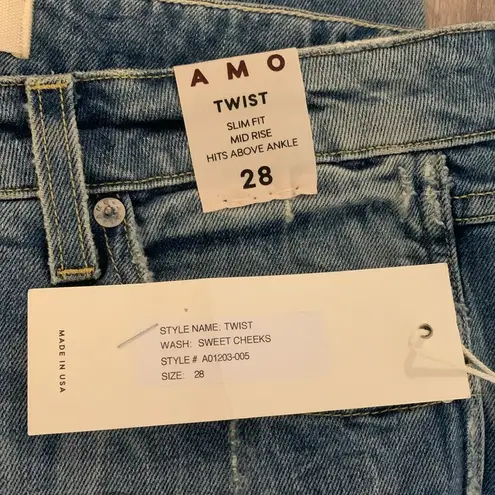 AMO
TWIST
SLIM FIT
MID RISE
HITS ABOVE ANKLE
28
MADE IN USA
STYLE NAME: TWIST
WASH: SWEET CHEEKS
STYLE # A01203-005
SIZE: 28